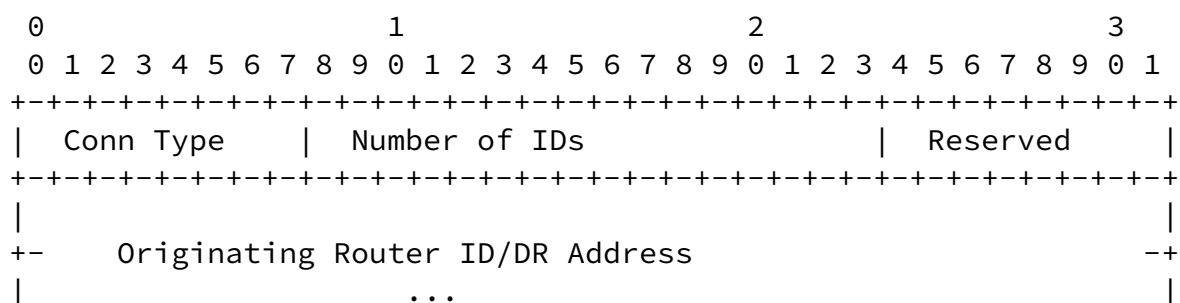 0                   1                   2                   3
 0 1 2 3 4 5 6 7 8 9 0 1 2 3 4 5 6 7 8 9 0 1 2 3 4 5 6 7 8 9 0 1
+-+-+-+-+-+-+-+-+-+-+-+-+-+-+-+-+-+-+-+-+-+-+-+-+-+-+-+-+-+-+-+-+
|  Conn Type    |  Number of IDs                |  Reserved     |
+-+-+-+-+-+-+-+-+-+-+-+-+-+-+-+-+-+-+-+-+-+-+-+-+-+-+-+-+-+-+-+-+
|                                                               |
+-    Originating Router ID/DR Address                         -+
|                     ...                                       |